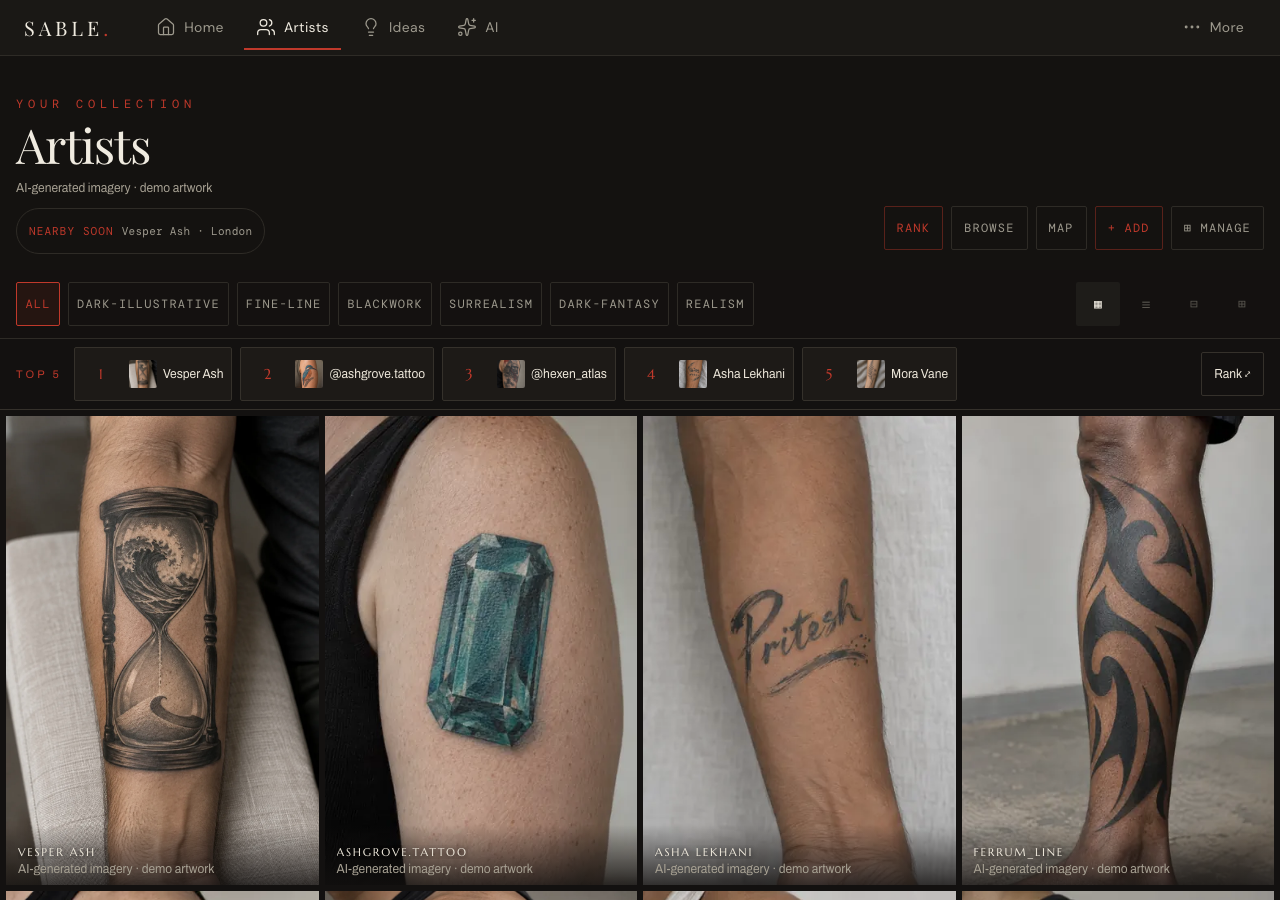 SABLE.
Home
Artists
Ideas
AI
More
YOUR COLLECTION
Artists
AI-generated imagery · demo artwork
NEARBY SOON Vesper Ash · London
RANK
BROWSE
MAP
+ ADD
⊞ MANAGE
ALL
DARK-ILLUSTRATIVE
FINE-LINE
BLACKWORK
SURREALISM
DARK-FANTASY
REALISM
TOP 5
1 Vesper Ash
2 @ashgrove.tattoo
3 @hexen_atlas
4 Asha Lekhani
5 Mora Vane
Rank↗
Pritesh
VESPER ASH
AI-generated imagery · demo artwork
ASHGROVE.TATTOO
AI-generated imagery · demo artwork
ASHA LEKHANI
AI-generated imagery · demo artwork
FERRUM_LINE
AI-generated imagery · demo artwork